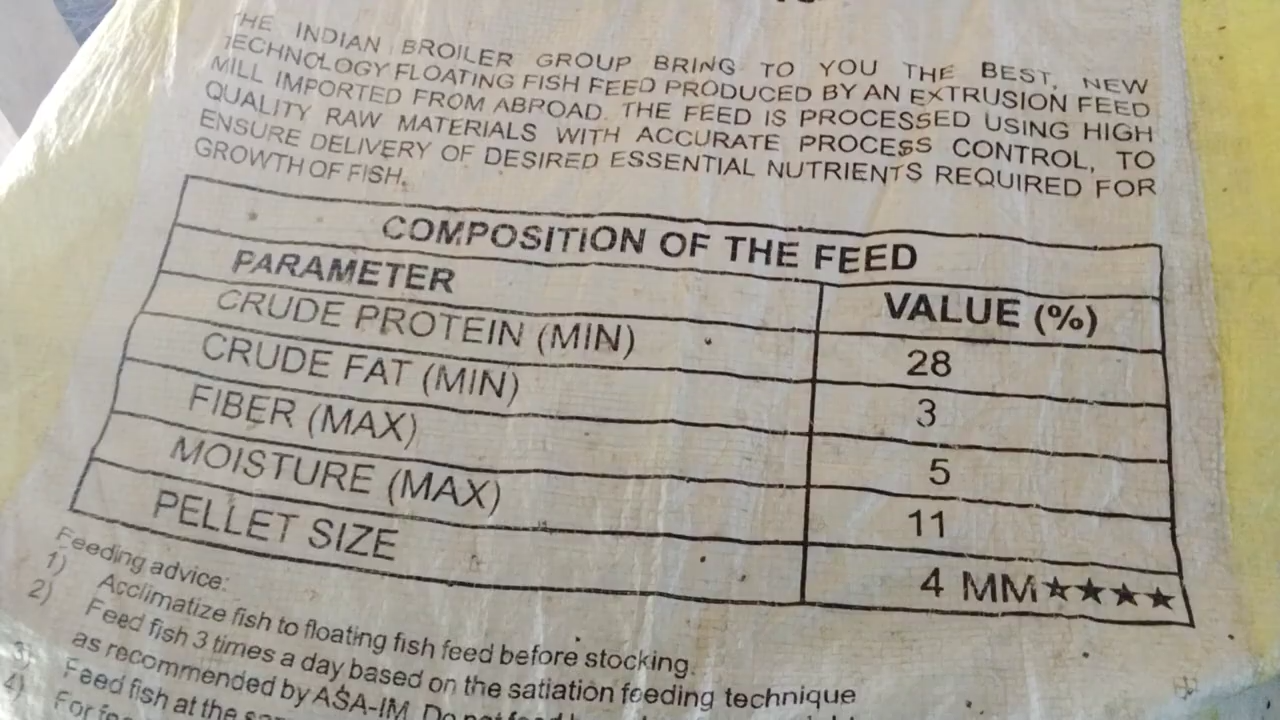 THE INDIAN BROILER GROUP BRING TO YOU THE BEST, NEW
TECHNOLOGY FLOATING FISH FEED PRODUCED BY AN EXTRUSION FEED
MILL IMPORTED FROM ABROAD. THE FEED IS PROCESSED USING HIGH
QUALITY RAW MATERIALS WITH ACCURATE PROCESS CONTROL, TO
ENSURE DELIVERY OF DESIRED ESSENTIAL NUTRIENTS REQUIRED FOR
GROWTH OF FISH.
COMPOSITION OF THE FEED
PARAMETER VALUE (%)
CRUDE PROTEIN (MIN) 28
CRUDE FAT (MIN) 3
FIBER (MAX) 5
MOISTURE (MAX) 11
PELLET SIZE 4 MM★★★★
Feeding advice:
1) Acclimatize fish to floating fish feed before stocking.
2) Feed fish 3 times a day based on the satiation feeding technique
as recommended by ASA-IM. Do not feed
3) Feed fish at the
4) For